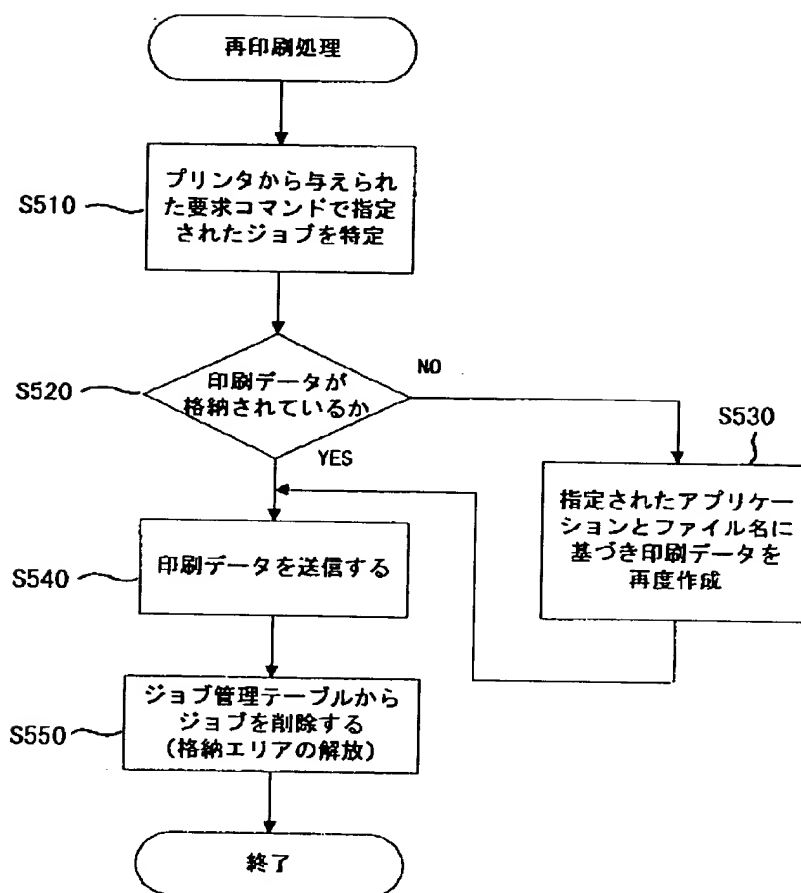 再印刷処理
S510
プリンタから与えられ
た要求コマンドで指定
されたジョブを特定
S520
印刷データが
格納されているか
NO
YES
S530
指定されたアプリケー
ションとファイル名に
基づき印刷データを
再度作成
S540
印刷データを送信する
S550
ジョブ管理テーブルから
ジョブを削除する
(格納エリアの解放)
終了